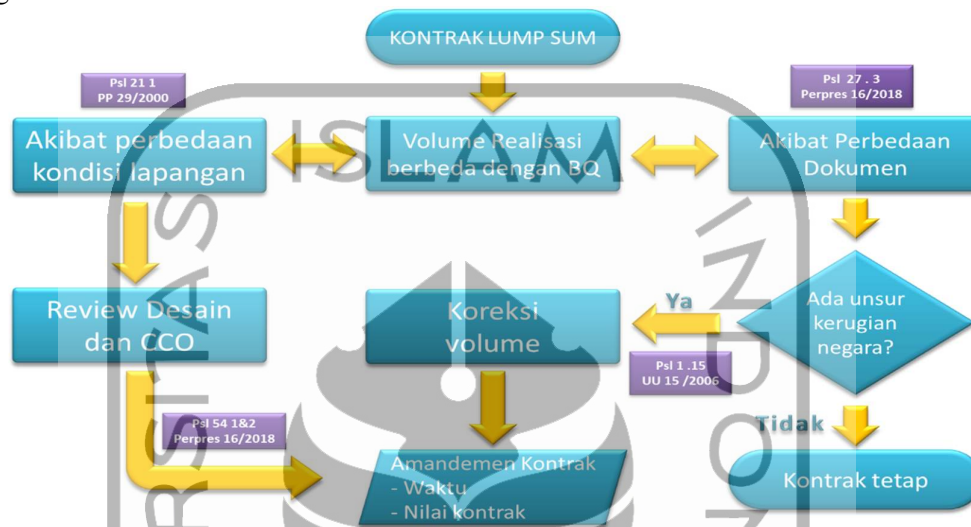 KONTRAK LUMP SUM
Psl 21 1
PP 29/2000
Psl 27 . 3
Perpres 16/2018
Akibat perbedaan
kondisi lapangan
Volume Realisasi
berbeda dengan BQ
Akibat Perbedaan
Dokumen
ISLAM
Review Desain
dan CCO
Koreksi
volume
Ya
Ada unsur
kerugian
negara?
Psl 1 .15
UU 15 /2006
Psl 54 1&2
Perpres 16/2018
Tidak
Amandemen Kontrak
- Waktu
- Nilai kontrak
Kontrak tetap
RSITAS
INDON